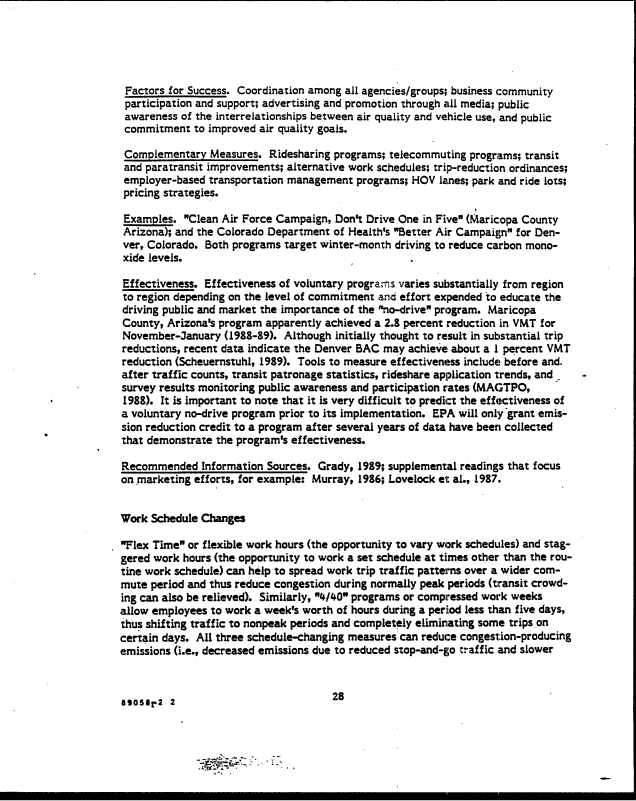 Factors for Success. Coordination among all agencies/groups; business community
participation and support; advertising and promotion through all media; public
awareness of the interrelationships between air quality and vehicle use, and public
commitment to improved air quality goals.
Complementary Measures. Ridesharing programs; telecommuting programs; transit
and paratransit improvements; alternative work schedules; trip-reduction ordinances;
employer-based transportation management programs; HOV lanes; park and ride lots;
pricing strategies.
Examples. "Clean Air Force Campaign, Don't Drive One in Five" (Maricopa County
Arizona); and the Colorado Department of Health's "Better Air Campaign" for Den-
ver, Colorado. Both programs target winter-month driving to reduce carbon mono-
xide levels.
Effectiveness. Effectiveness of voluntary programs varies substantially from region
to region depending on the level of commitment and effort expended to educate the
driving public and market the importance of the "no-drive" program. Maricopa
County, Arizona's program apparently achieved a 2.8 percent reduction in VMT for
November-January (1988-89). Although initially thought to result in substantial trip
reductions, recent data indicate the Denver BAC may achieve about a 1 percent VMT
reduction (Scheuernstuhl, 1989). Tools to measure effectiveness include before and
after traffic counts, transit patronage statistics, rideshare application trends, and
survey results monitoring public awareness and participation rates (MAGTPO,
1988). It is important to note that it is very difficult to predict the effectiveness of
a voluntary no-drive program prior to its implementation. EPA will only grant emis-
sion reduction credit to a program after several years of data have been collected
that demonstrate the program's effectiveness.
Recommended Information Sources. Grady, 1989; supplemental readings that focus
on marketing efforts, for example: Murray, 1986; Lovelock et al., 1987.
Work Schedule Changes
"Flex Time" or flexible work hours (the opportunity to vary work schedules) and stag-
gered work hours (the opportunity to work a set schedule at times other than the rou-
tine work schedule) can help to spread work trip traffic patterns over a wider com-
mute period and thus reduce congestion during normally peak periods (transit crowd-
ing can also be relieved). Similarly, "4/40" programs or compressed work weeks
allow employees to work a week's worth of hours during a period less than five days,
thus shifting traffic to nonpeak periods and completely eliminating some trips on
certain days. All three schedule-changing measures can reduce congestion-producing
emissions (i.e., decreased emissions due to reduced stop-and-go traffic and slower
89058r2 2
28